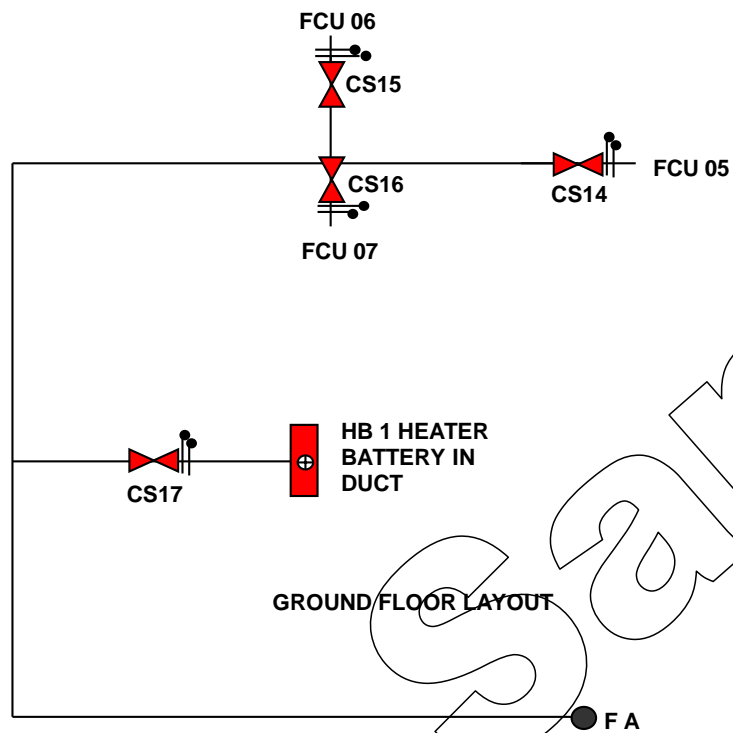 FCU 06
CS15
CS16
FCU 05
CS14
FCU 07
HB 1 HEATER
BATTERY IN
DUCT
CS17
GROUND FLOOR LAYOUT
F A